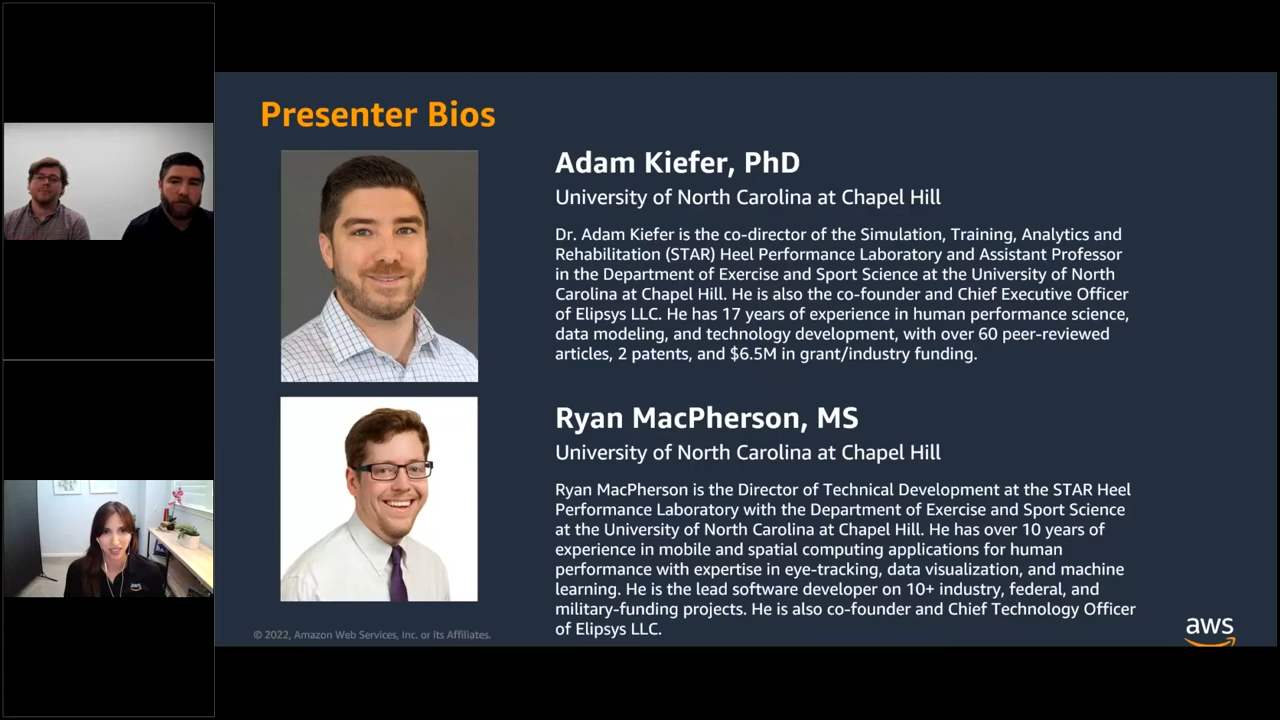 Presenter Bios
Adam Kiefer, PhD
University of North Carolina at Chapel Hill
Dr. Adam Kiefer is the co-director of the Simulation, Training, Analytics and
Rehabilitation (STAR) Heel Performance Laboratory and Assistant Professor
in the Department of Exercise and Sport Science at the University of North
Carolina at Chapel Hill. He is also the co-founder and Chief Executive Officer
of Elipsys LLC. He has 17 years of experience in human performance science,
data modeling, and technology development, with over 60 peer-reviewed
articles, 2 patents, and $6.5M in grant/industry funding.
Ryan MacPherson, MS
University of North Carolina at Chapel Hill
Ryan MacPherson is the Director of Technical Development at the STAR Heel
Performance Laboratory with the Department of Exercise and Sport Science
at the University of North Carolina at Chapel Hill. He has over 10 years of
experience in mobile and spatial computing applications for human
performance with expertise in eye-tracking, data visualization, and machine
learning. He is the lead software developer on 10+ industry, federal, and
military-funding projects. He is also co-founder and Chief Technology Officer
of Elipsys LLC.
© 2022, Amazon Web Services, Inc. or its Affiliates.
aws